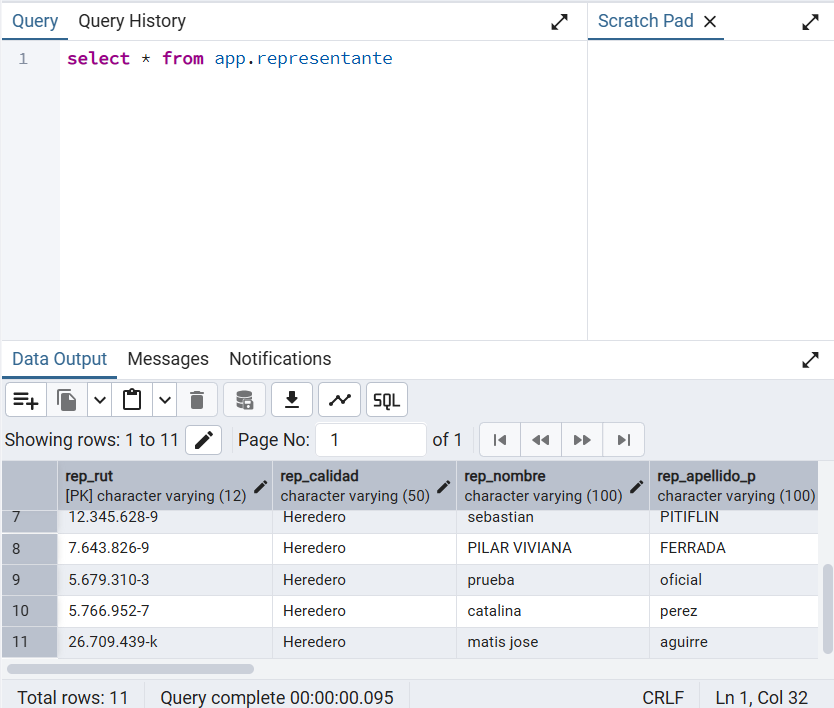 Query Query History Scratch Pad
1 select * from app.representante
Data Output Messages Notifications
SQL
Showing rows: 1 to 11 Page No: 1 of 1
rep_rut rep_calidad rep_nombre rep_apellido_p
[PK] character varying (12) character varying (50) character varying (100) character varying (100)
7 12.345.628-9 Heredero sebastian PITIFLIN
8 7.643.826-9 Heredero PILAR VIVIANA FERRADA
9 5.679.310-3 Heredero prueba oficial
10 5.766.952-7 Heredero catalina perez
11 26.709.439-k Heredero matis jose aguirre
Total rows: 11 Query complete 00:00:00.095 CRLF Ln 1, Col 32